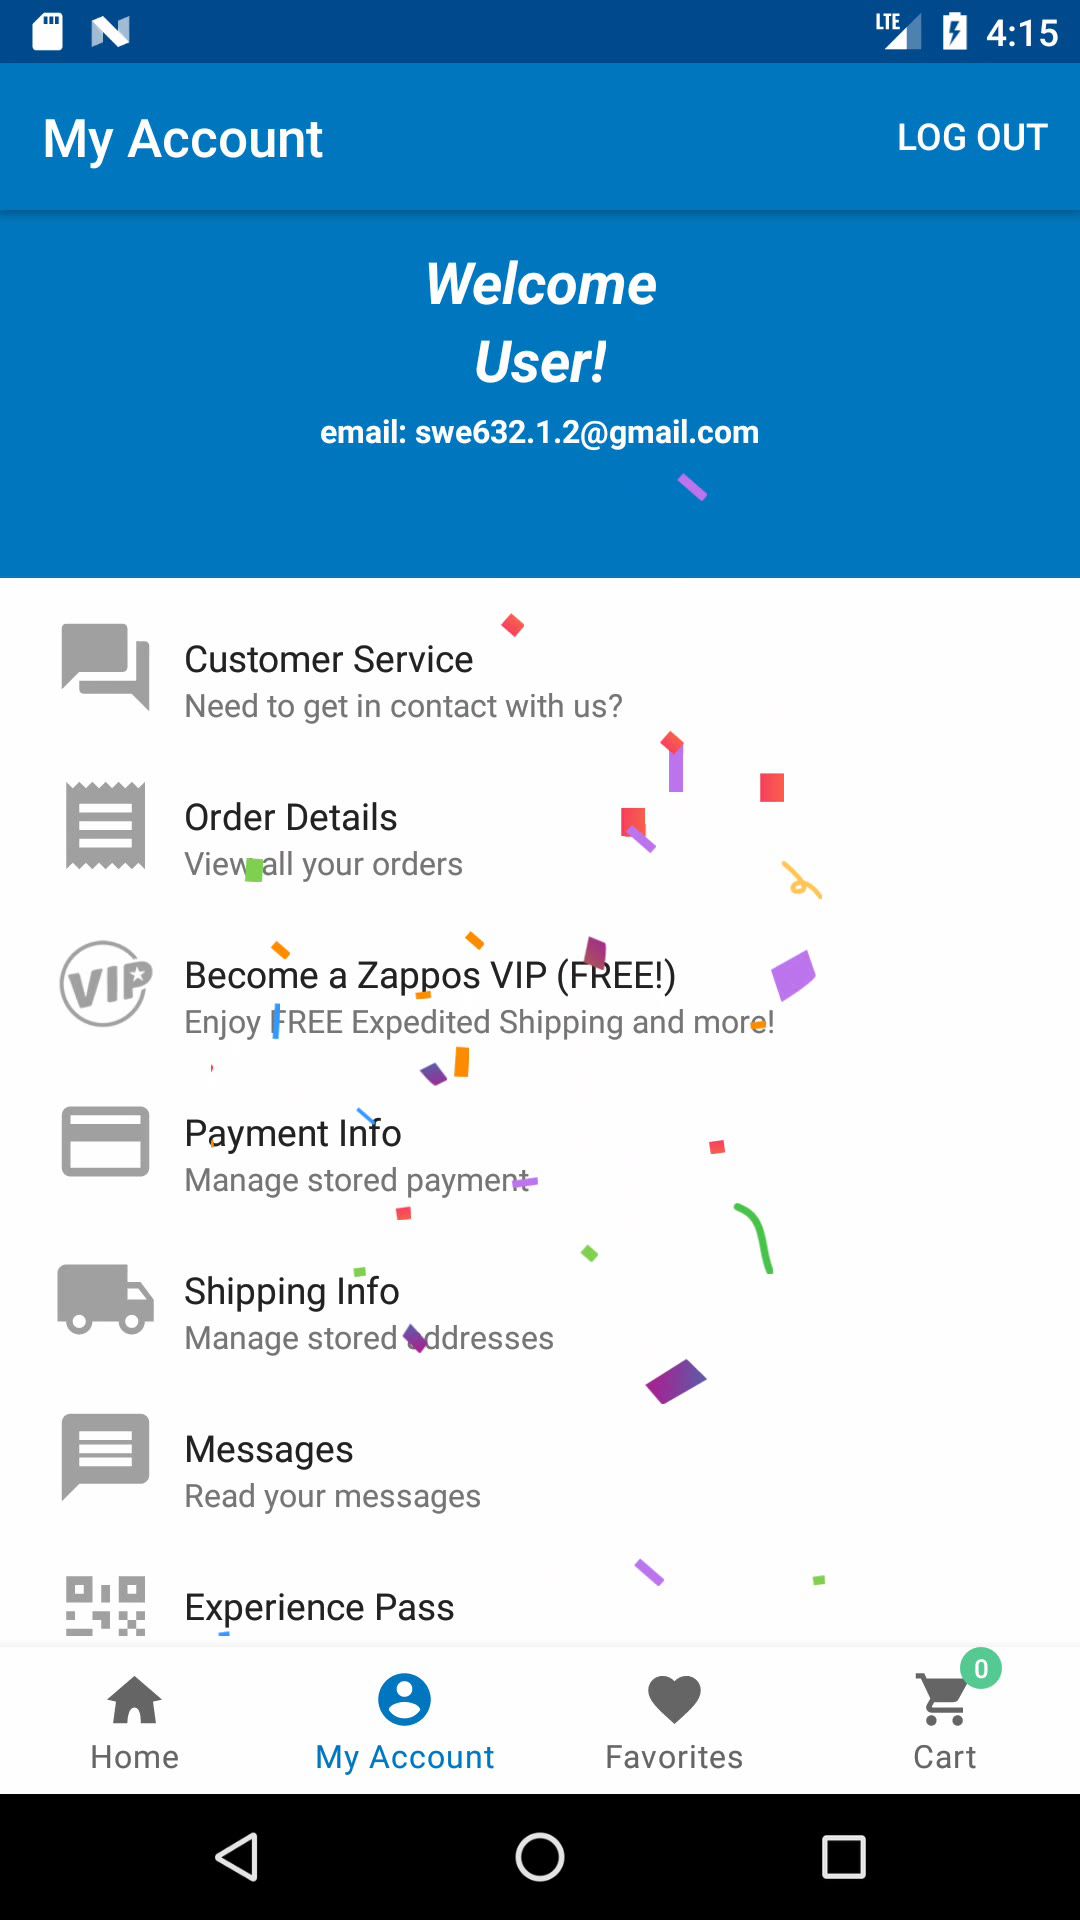 LTE 4:15
My Account LOG OUT
Welcome
User!
email: swe632.1.2@gmail.com
Customer Service
Need to get in contact with us?
Order Details
View all your orders
VIP
Become a Zappos VIP (FREE!)
Enjoy FREE Expedited Shipping and more!
Payment Info
Manage stored payment
Shipping Info
Manage stored addresses
Messages
Read your messages
Experience Pass
0
Home My Account Favorites Cart